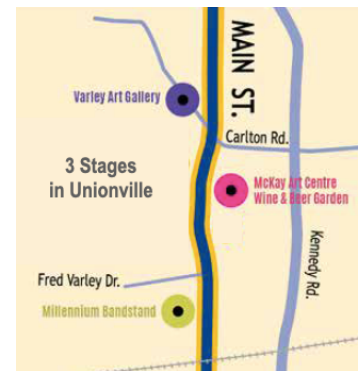 MAIN ST.
Varley Art Gallery
Carlton Rd.
3 Stages
in Unionville
McKay Art Centre
Wine & Beer Garden
Kennedy Rd.
Fred Varley Dr.
Millennium Bandstand